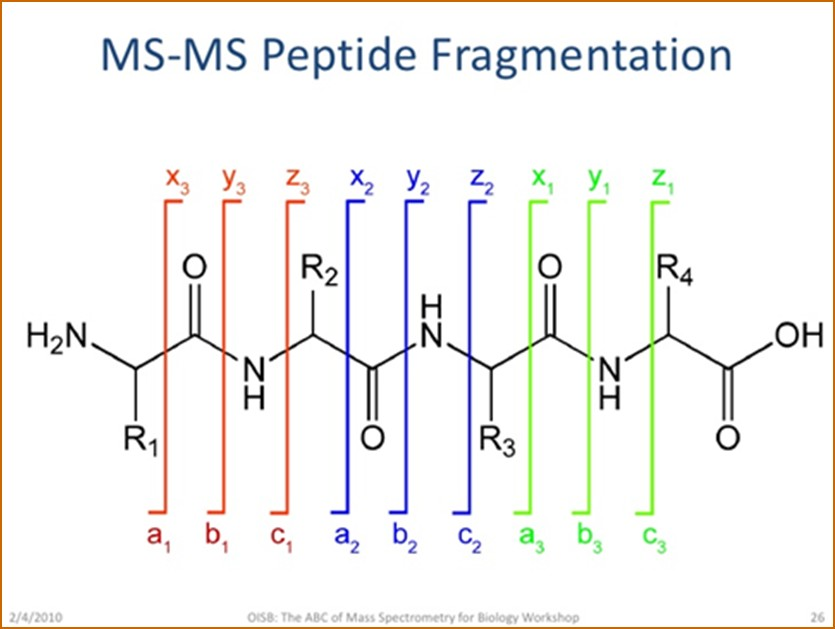 MS-MS Peptide Fragmentation
x₃ y₃ z₃ x₂ y₂ z₂ x₁ y₁ z₁
O R₂ O R₄
H
H₂N N OH
N N
H H
R₁ O R₃ O
a₁ b₁ c₁ a₂ b₂ c₂ a₃ b₃ c₃
2/4/2010 OISB: The ABC of Mass Spectrometry for Biology Workshop 26